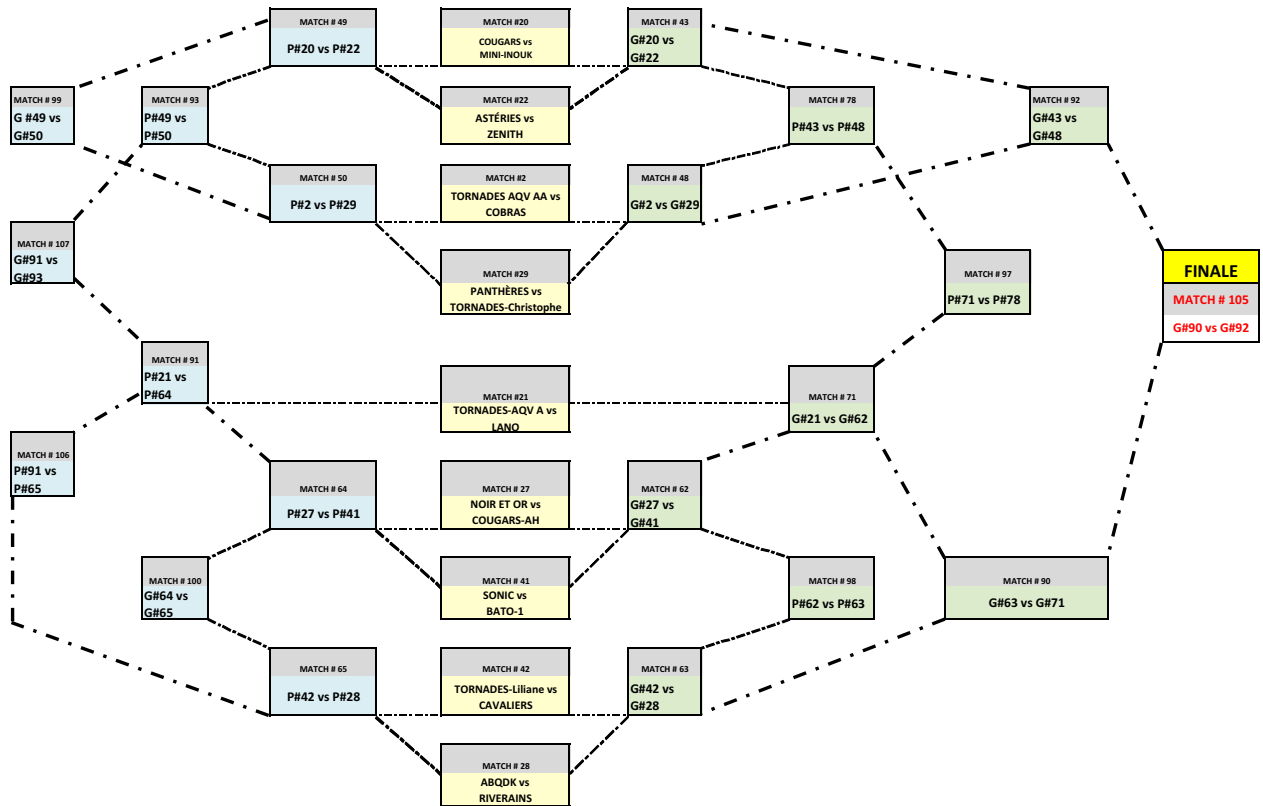 MATCH # 49
P#20 vs P#22
MATCH #20
COUGARS vs
MINI-INOUK
MATCH # 43
G#20 vs
G#22
MATCH # 99
G #49 vs
G#50
MATCH # 93
P#49 vs
P#50
MATCH #22
ASTÉRIES vs
ZENITH
MATCH # 78
P#43 vs P#48
MATCH # 92
G#43 vs
G#48
MATCH # 50
P#2 vs P#29
MATCH #2
TORNADES AQV AA vs
COBRAS
MATCH # 48
G#2 vs G#29
MATCH # 107
G#91 vs
G#93
MATCH #29
PANTHÈRES vs
TORNADES-Christophe
MATCH # 97
P#71 vs P#78
FINALE
MATCH # 105
G#90 vs G#92
MATCH # 91
P#21 vs
P#64
MATCH #21
TORNADES-AQV A vs
LANO
MATCH # 71
G#21 vs G#62
MATCH # 106
P#91 vs
P#65
MATCH # 64
P#27 vs P#41
MATCH # 27
NOIR ET OR vs
COUGARS-AH
MATCH # 62
G#27 vs
G#41
MATCH # 100
G#64 vs
G#65
MATCH # 41
SONIC vs
BATO-1
MATCH # 98
P#62 vs P#63
MATCH # 90
G#63 vs G#71
MATCH # 65
P#42 vs P#28
MATCH # 42
TORNADES-Liliane vs
CAVALIERS
MATCH # 63
G#42 vs
G#28
MATCH # 28
ABQDK vs
RIVERAINS